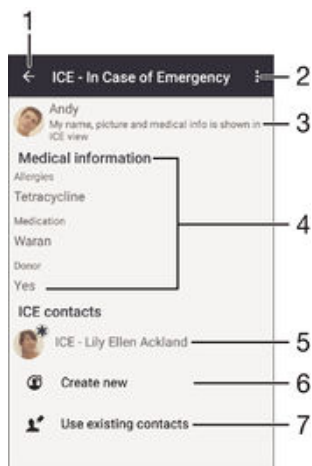 1
ICE - In Case of Emergency
2
Andy
My name, picture and medical info is shown in
ICE view
3
Medical information
Allergies
Tetracycline
Medication
Waran
Donor
Yes
4
ICE contacts
ICE - Lily Ellen Ackland
5
Create new
6
Use existing contacts
7